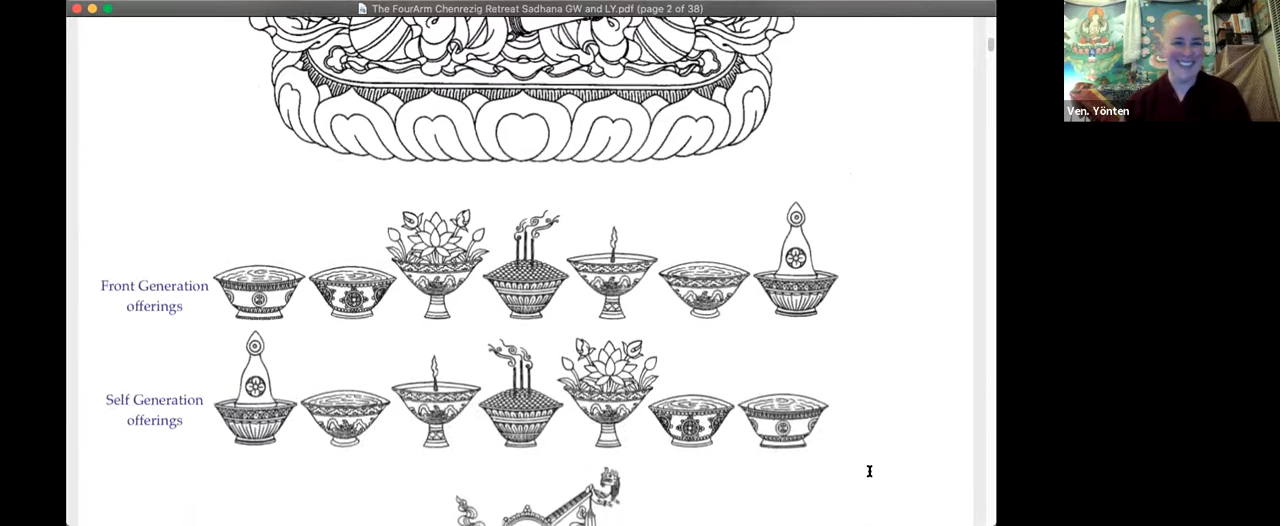 The FourArm Chenrezig Retreat Sadhana GW and LY.pdf (page 2 of 38)
Ven. Yönten
Front Generation
offerings
Self Generation
offerings